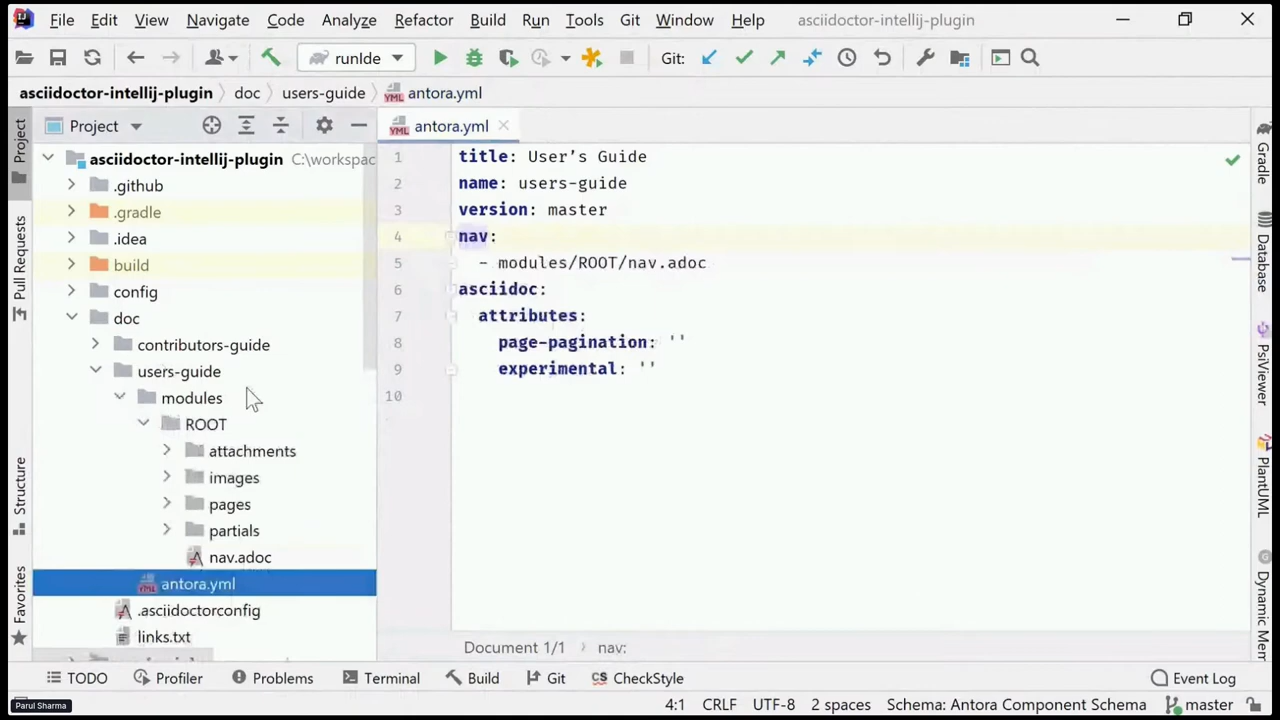 File Edit View Navigate Code Analyze Refactor Build Run Tools Git Window Help asciidoctor-intellij-plugin
runIde Git:
asciidoctor-intellij-plugin doc users-guide antora.yml
Project
antora.yml
asciidoctor-intellij-plugin C:\workspac
.github
.gradle
.idea
build
config
doc
contributors-guide
users-guide
modules
ROOT
attachments
images
pages
partials
nav.adoc
antora.yml
.asciidoctorconfig
links.txt
1 title: User's Guide
2 name: users-guide
3 version: master
4 nav:
5 - modules/ROOT/nav.adoc
6 asciidoc:
7 attributes:
8 page-pagination: ''
9 experimental: ''
10
Document 1/1 nav:
Project
Pull Requests
Structure
Favorites
Gradle
Database
PsiViewer
PlantUML
Dynamic Mem
TODO Profiler Problems Terminal Build Git CheckStyle Event Log
Parul Sharma
4:1 CRLF UTF-8 2 spaces Schema: Antora Component Schema master